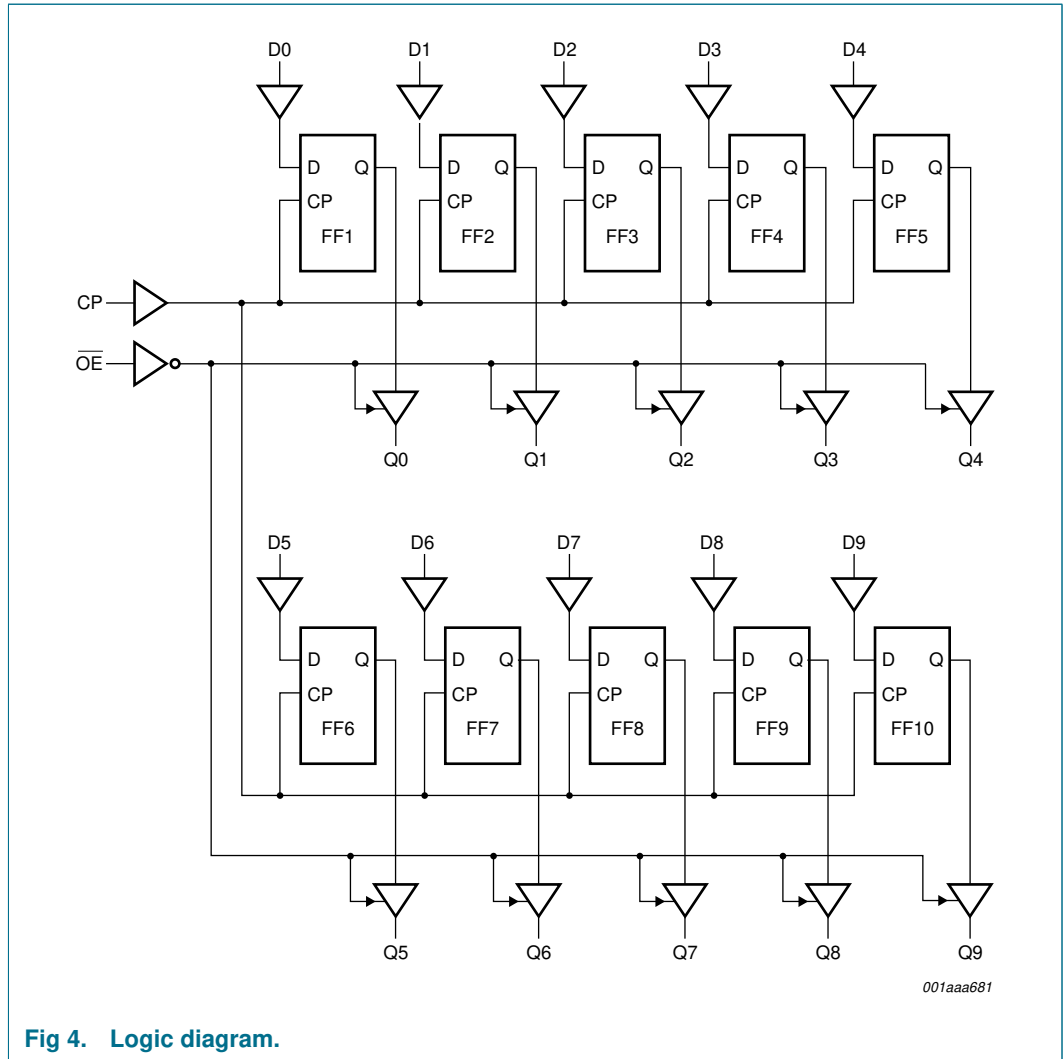 D0 D1 D2 D3 D4
D Q D Q D Q D Q D Q
CP CP CP CP CP
FF1 FF2 FF3 FF4 FF5
CP
O̅E̅
Q0 Q1 Q2 Q3 Q4
D5 D6 D7 D8 D9
D Q D Q D Q D Q D Q
CP CP CP CP CP
FF6 FF7 FF8 FF9 FF10
Q5 Q6 Q7 Q8 Q9
001aaa681
Fig 4. Logic diagram.